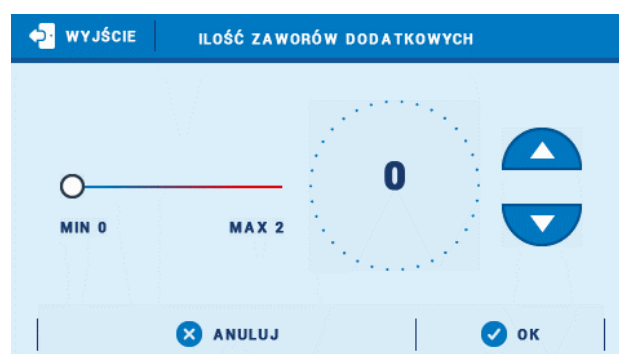 WYJŚCIE
ILOŚĆ ZAWORÓW DODATKOWYCH
0
MIN 0
MAX 2
ANULUJ
OK